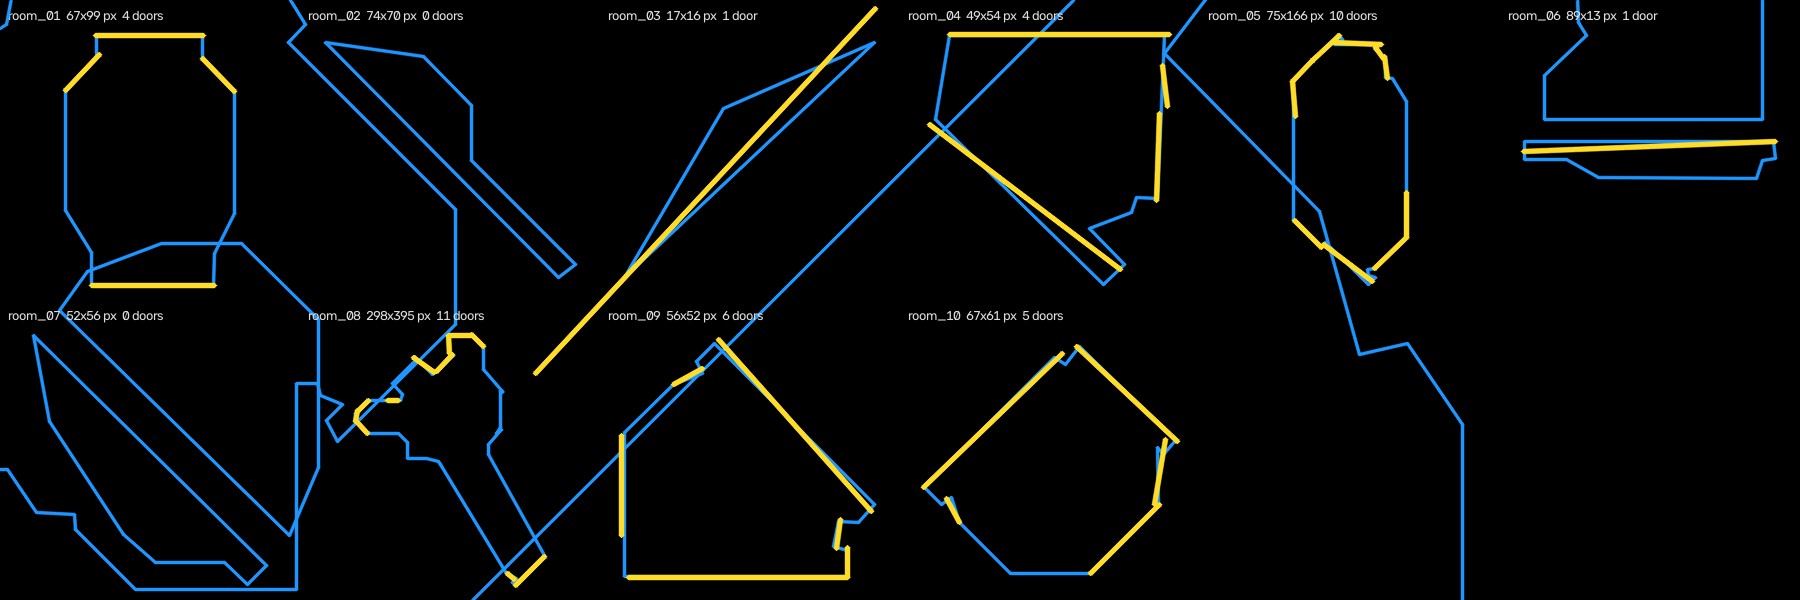 room_01 67x99 px 4 doors
room_02 74x70 px 0 doors
room_03 17x16 px 1 door
room_04 49x54 px 4 doors
room_05 75x166 px 10 doors
room_06 89x13 px 1 door
room_07 52x56 px 0 doors
room_08 298x395 px 11 doors
room_09 56x52 px 6 doors
room_10 67x61 px 5 doors